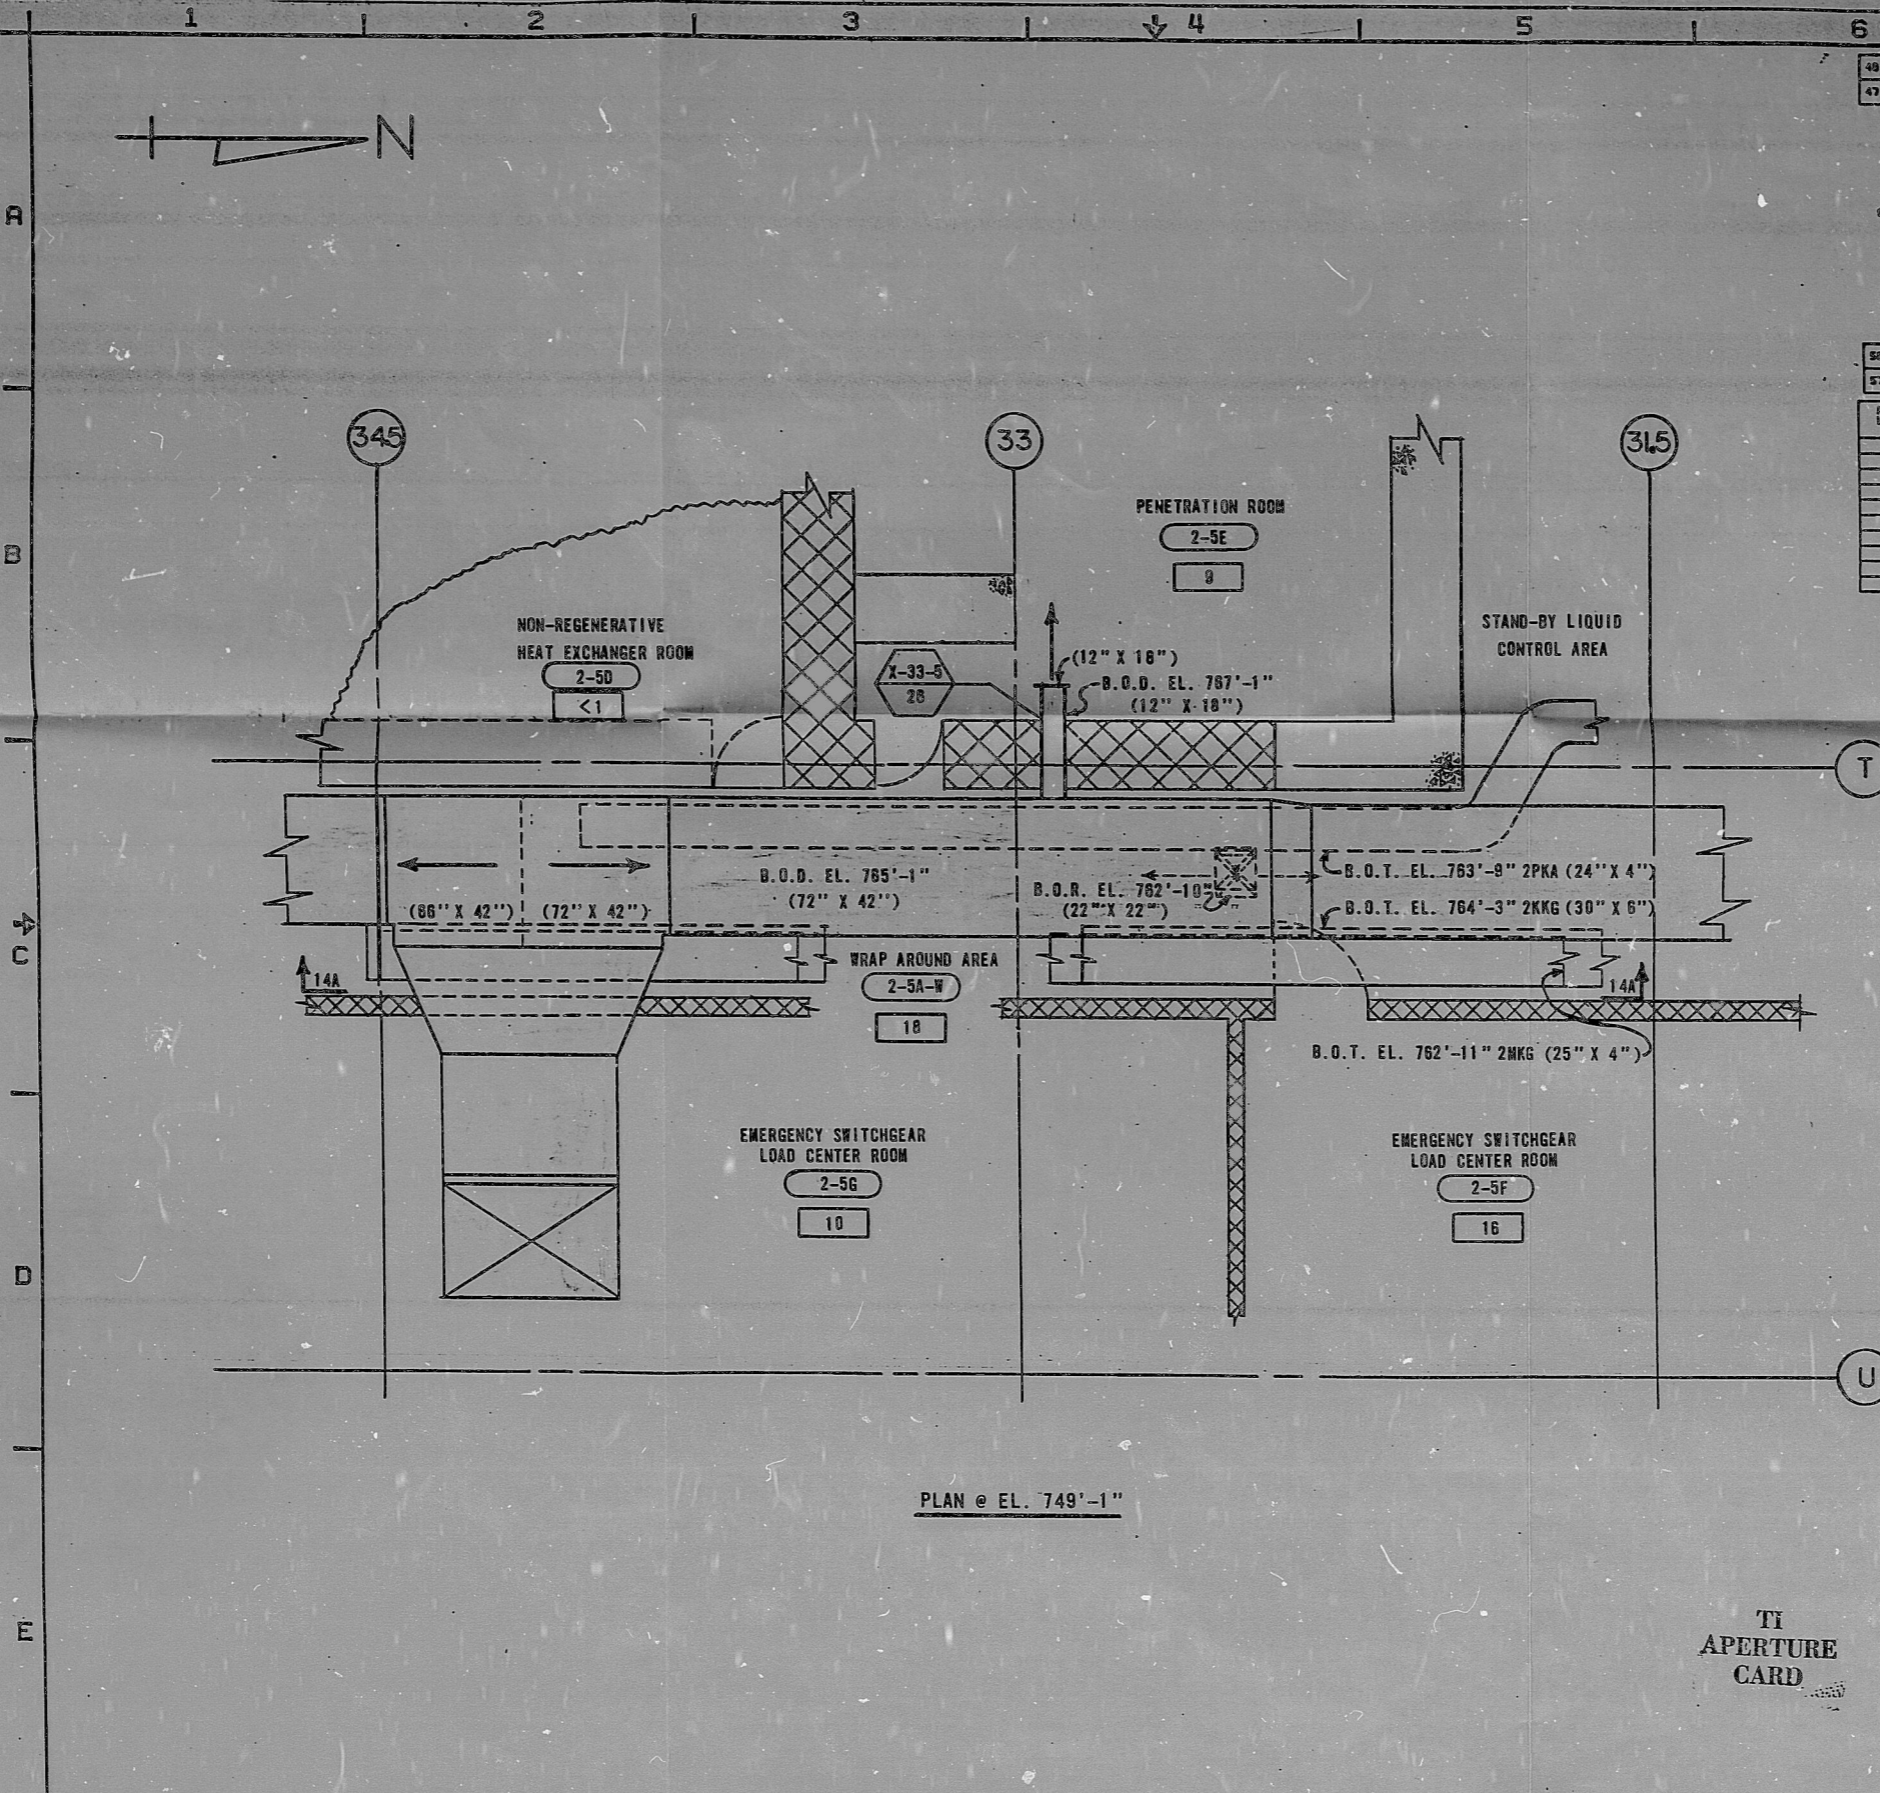 1 2 3 4 5 6
N
A
34.5
33
31.5
B
PENETRATION ROOM
2-5E
9
NON-REGENERATIVE
HEAT EXCHANGER ROOM
2-5D
<1
STAND-BY LIQUID
CONTROL AREA
X-33-5
28
(12" X 18")
B.O.D. EL. 767'-1"
(12" X 18")
T
B.O.D. EL. 765'-1"
(72" X 42")
(86" X 42")
(72" X 42")
B.O.R. EL. 762'-10"
(22" X 22")
B.O.T. EL. 763'-9" 2PKA (24" X 4")
B.O.T. EL. 764'-3" 2KKG (30" X 6")
C
14A
WRAP AROUND AREA
2-5A-W
18
14A
B.O.T. EL. 762'-11" 2MKG (25" X 4")
EMERGENCY SWITCHGEAR
LOAD CENTER ROOM
2-5G
10
EMERGENCY SWITCHGEAR
LOAD CENTER ROOM
2-5F
16
D
U
PLAN @ EL. 749'-1"
E
TI
APERTURE
CARD